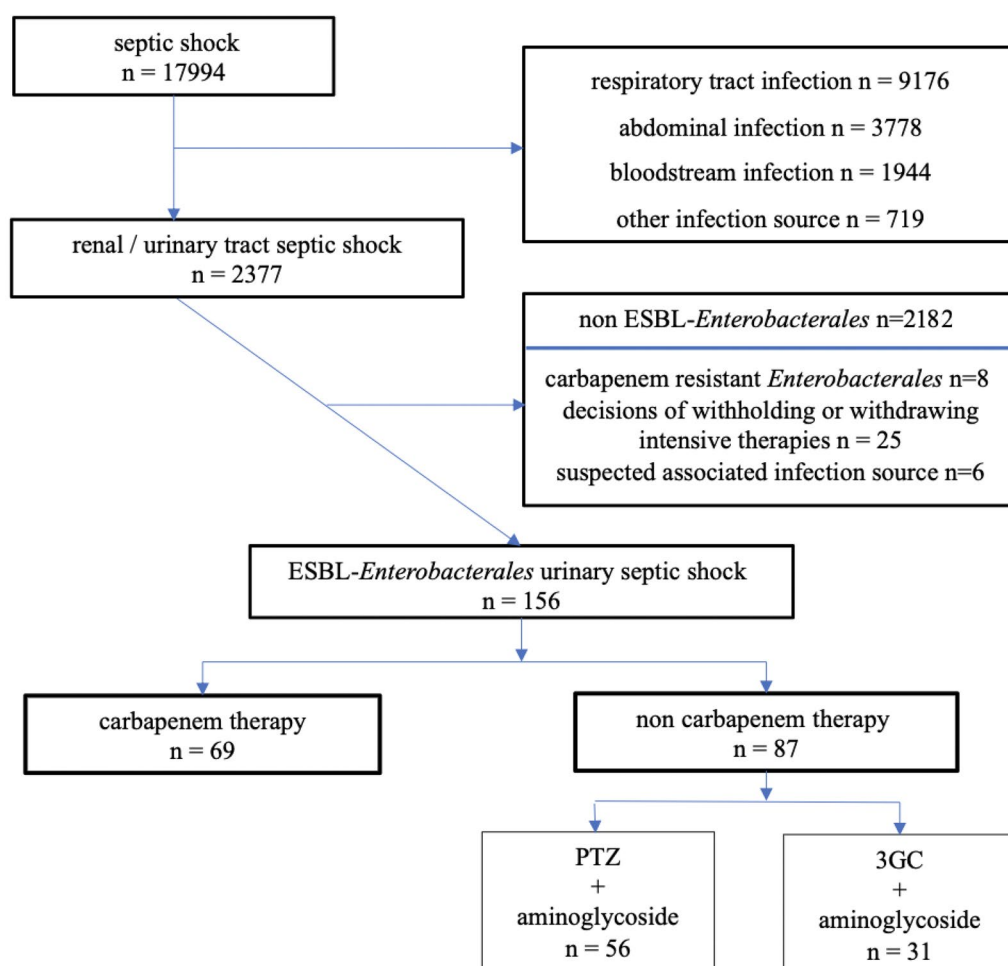 septic shock
n = 17994
respiratory tract infection n = 9176
abdominal infection n = 3778
bloodstream infection n = 1944
other infection source n = 719
renal / urinary tract septic shock
n = 2377
non ESBL-Enterobacterales n=2182
carbapenem resistant Enterobacterales n=8
decisions of withholding or withdrawing
intensive therapies n = 25
suspected associated infection source n=6
ESBL-Enterobacterales urinary septic shock
n = 156
carbapenem therapy
n = 69
non carbapenem therapy
n = 87
PTZ
+
aminoglycoside
n = 56
3GC
+
aminoglycoside
n = 31